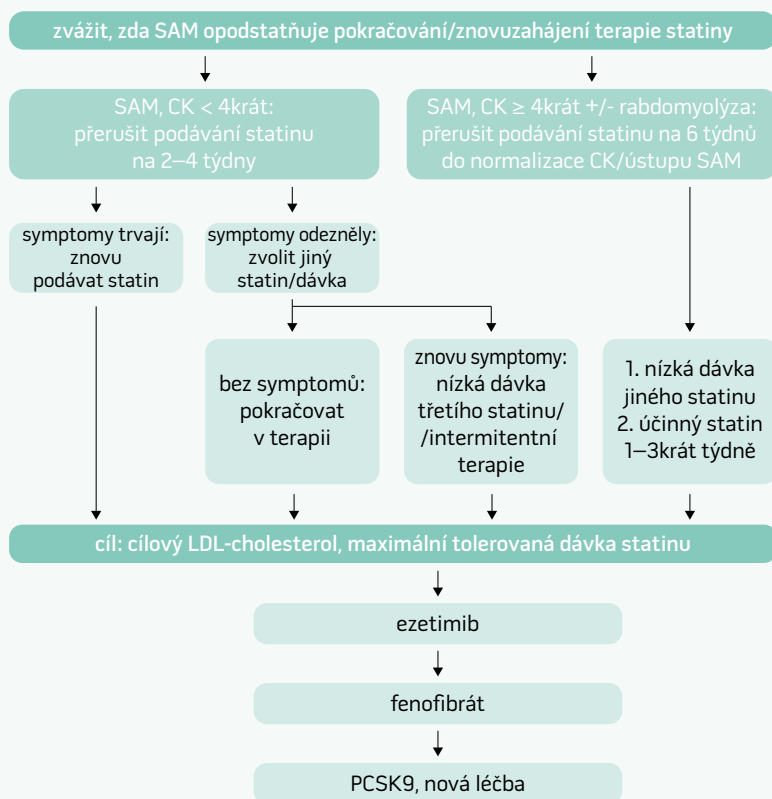 zvážit, zda SAM opodstatňuje pokračování/znovuzahájení terapie statiny
SAM, CK < 4krát:
přerušit podávání statinu
na 2–4 týdny
SAM, CK ≥ 4krát +/- rabdomyolýza:
přerušit podávání statinu na 6 týdnů
do normalizace CK/ústupu SAM
symptomy trvají:
znovu
podávat statin
symptomy odezněly:
zvolit jiný
statin/dávka
bez symptomů:
pokračovat
v terapii
znovu symptomy:
nízká dávka
třetího statinu/
/intermitentní
terapie
1. nízká dávka
jiného statinu
2. účinný statin
1–3krát týdně
cíl: cílový LDL-cholesterol, maximální tolerovaná dávka statinu
ezetimib
fenofibrát
PCSK9, nová léčba